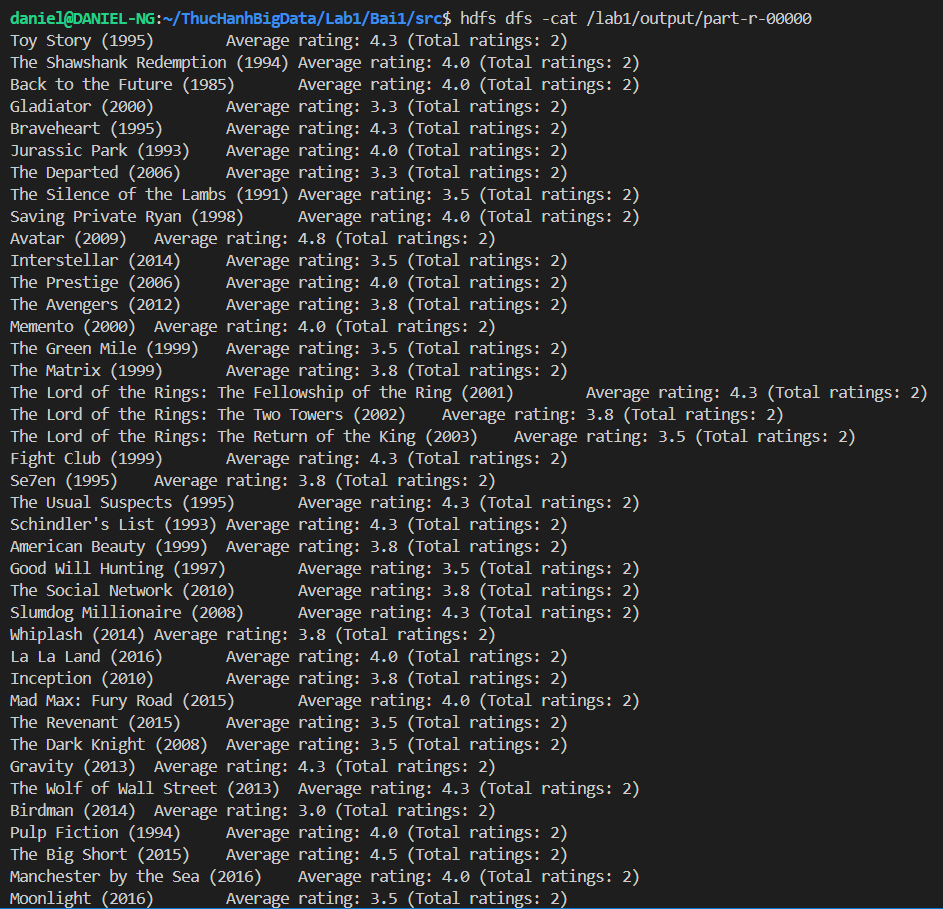 daniel@DANIEL-NG:~/ThucHanhBigData/Lab1/Bai1/src$ hdfs dfs -cat /lab1/output/part-r-00000
Toy Story (1995)        Average rating: 4.3 (Total ratings: 2)
The Shawshank Redemption (1994) Average rating: 4.0 (Total ratings: 2)
Back to the Future (1985)       Average rating: 4.0 (Total ratings: 2)
Gladiator (2000)        Average rating: 3.3 (Total ratings: 2)
Braveheart (1995)       Average rating: 4.3 (Total ratings: 2)
Jurassic Park (1993)    Average rating: 4.0 (Total ratings: 2)
The Departed (2006)     Average rating: 3.3 (Total ratings: 2)
The Silence of the Lambs (1991) Average rating: 3.5 (Total ratings: 2)
Saving Private Ryan (1998)      Average rating: 4.0 (Total ratings: 2)
Avatar (2009)   Average rating: 4.8 (Total ratings: 2)
Interstellar (2014)     Average rating: 3.5 (Total ratings: 2)
The Prestige (2006)     Average rating: 4.0 (Total ratings: 2)
The Avengers (2012)     Average rating: 3.8 (Total ratings: 2)
Memento (2000)  Average rating: 4.0 (Total ratings: 2)
The Green Mile (1999)   Average rating: 3.5 (Total ratings: 2)
The Matrix (1999)       Average rating: 3.8 (Total ratings: 2)
The Lord of the Rings: The Fellowship of the Ring (2001)        Average rating: 4.3 (Total ratings: 2)
The Lord of the Rings: The Two Towers (2002)    Average rating: 3.8 (Total ratings: 2)
The Lord of the Rings: The Return of the King (2003)    Average rating: 3.5 (Total ratings: 2)
Fight Club (1999)       Average rating: 4.3 (Total ratings: 2)
Se7en (1995)    Average rating: 3.8 (Total ratings: 2)
The Usual Suspects (1995)       Average rating: 4.3 (Total ratings: 2)
Schindler's List (1993) Average rating: 4.3 (Total ratings: 2)
American Beauty (1999)  Average rating: 3.8 (Total ratings: 2)
Good Will Hunting (1997)        Average rating: 3.5 (Total ratings: 2)
The Social Network (2010)       Average rating: 3.8 (Total ratings: 2)
Slumdog Millionaire (2008)      Average rating: 4.3 (Total ratings: 2)
Whiplash (2014) Average rating: 3.8 (Total ratings: 2)
La La Land (2016)       Average rating: 4.0 (Total ratings: 2)
Inception (2010)        Average rating: 3.8 (Total ratings: 2)
Mad Max: Fury Road (2015)       Average rating: 4.0 (Total ratings: 2)
The Revenant (2015)     Average rating: 3.5 (Total ratings: 2)
The Dark Knight (2008)  Average rating: 3.5 (Total ratings: 2)
Gravity (2013)  Average rating: 4.3 (Total ratings: 2)
The Wolf of Wall Street (2013)  Average rating: 4.3 (Total ratings: 2)
Birdman (2014)  Average rating: 3.0 (Total ratings: 2)
Pulp Fiction (1994)     Average rating: 4.0 (Total ratings: 2)
The Big Short (2015)    Average rating: 4.5 (Total ratings: 2)
Manchester by the Sea (2016)    Average rating: 4.0 (Total ratings: 2)
Moonlight (2016)        Average rating: 3.5 (Total ratings: 2)